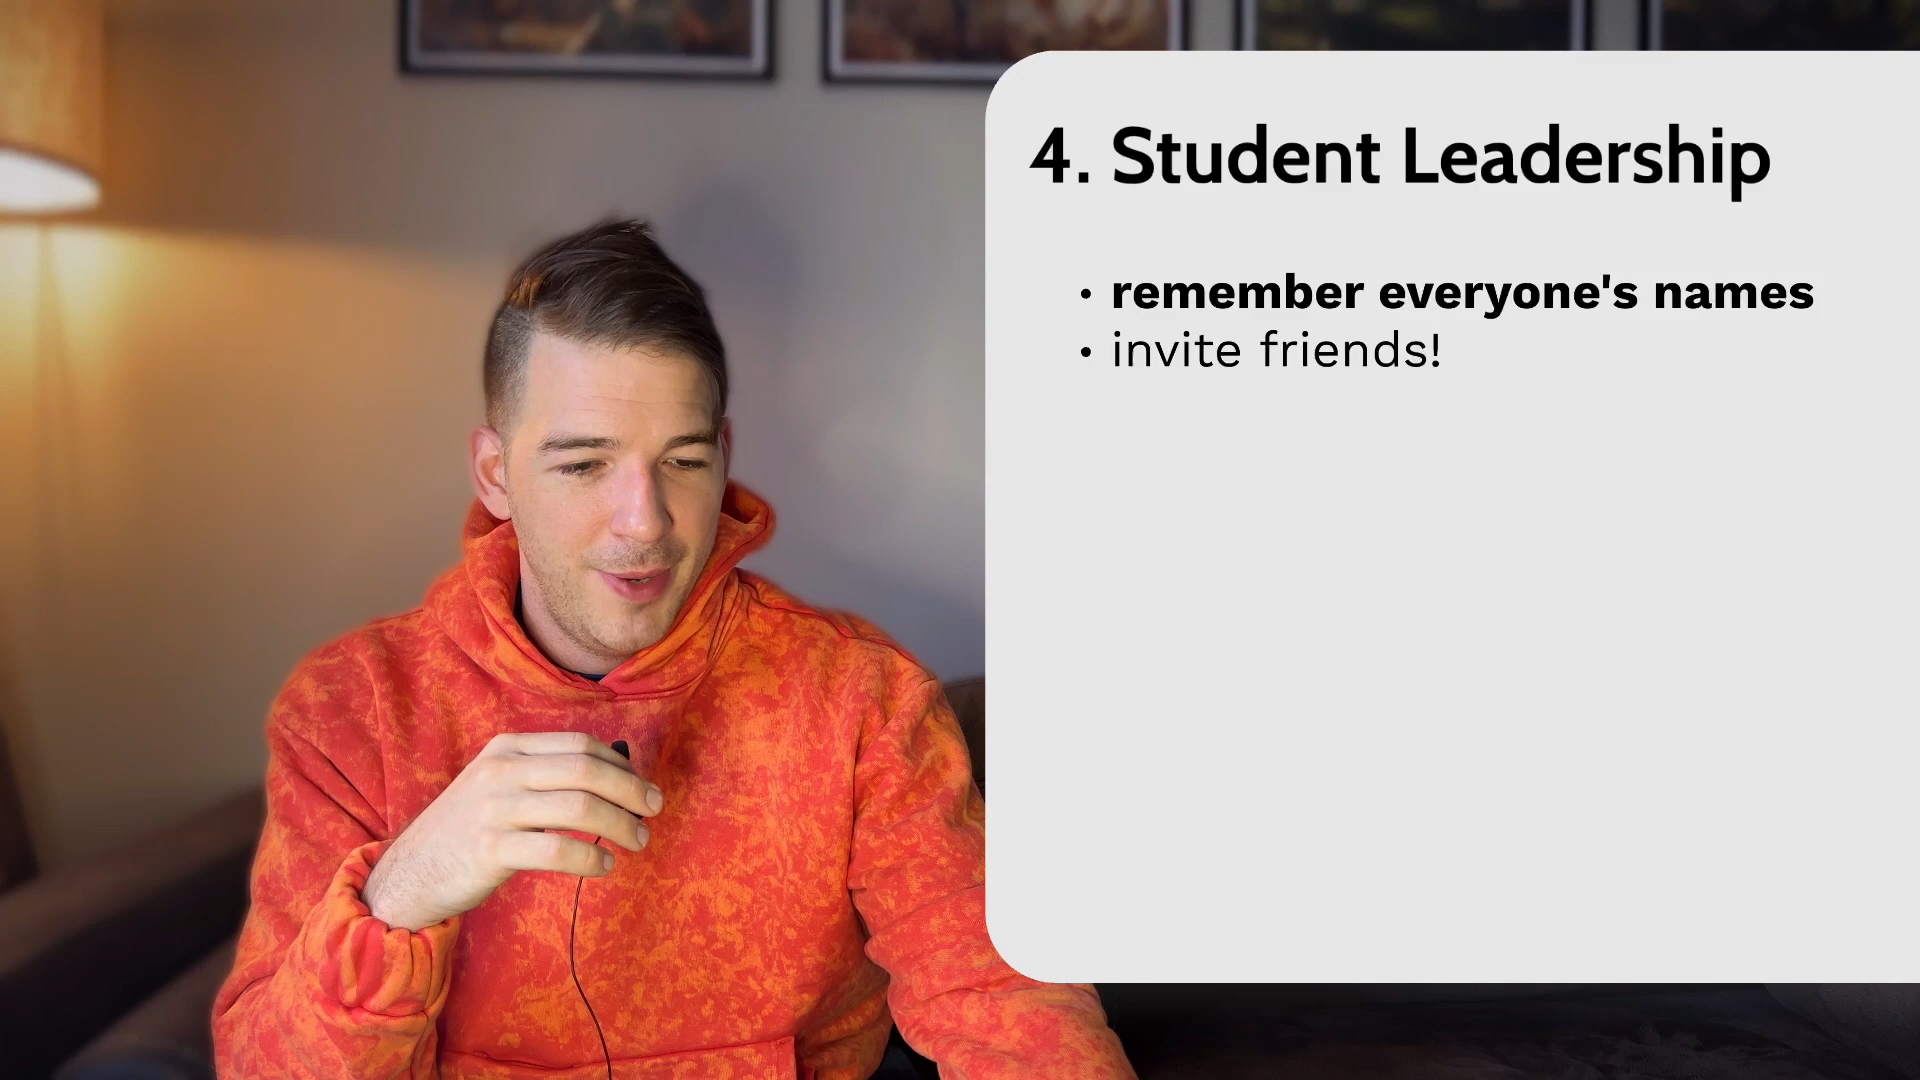 4. Student Leadership
• remember everyone's names
• invite friends!